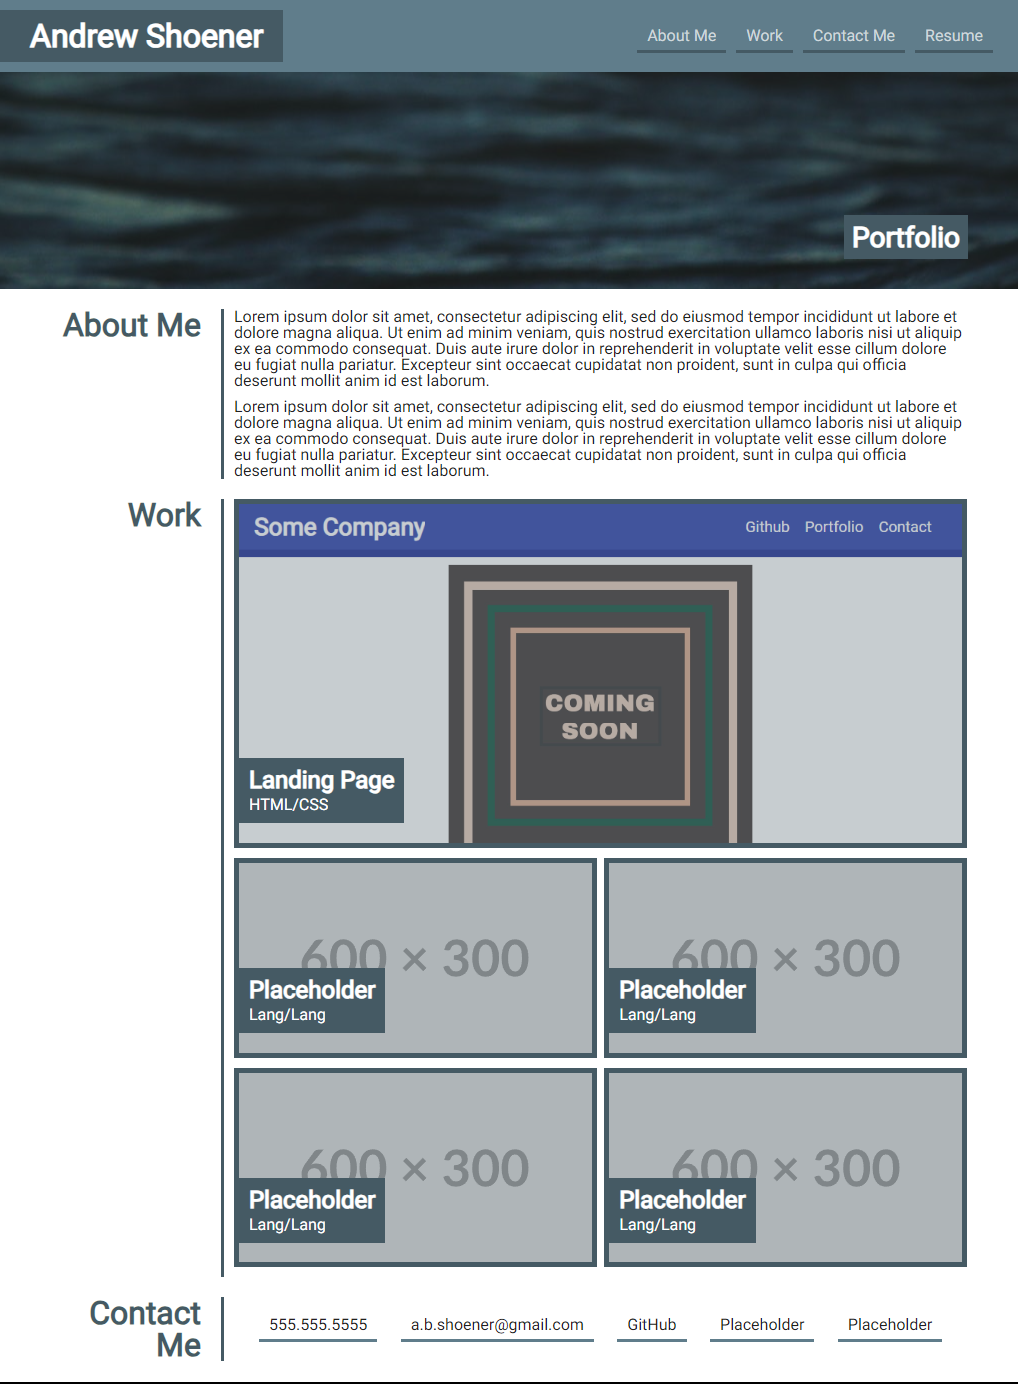 Andrew Shoener
About Me Work Contact Me Resume
Portfolio
About Me
Lorem ipsum dolor sit amet, consectetur adipiscing elit, sed do eiusmod tempor incididunt ut labore et
dolore magna aliqua. Ut enim ad minim veniam, quis nostrud exercitation ullamco laboris nisi ut aliquip
ex ea commodo consequat. Duis aute irure dolor in reprehenderit in voluptate velit esse cillum dolore
eu fugiat nulla pariatur. Excepteur sint occaecat cupidatat non proident, sunt in culpa qui officia
deserunt mollit anim id est laborum.
Lorem ipsum dolor sit amet, consectetur adipiscing elit, sed do eiusmod tempor incididunt ut labore et
dolore magna aliqua. Ut enim ad minim veniam, quis nostrud exercitation ullamco laboris nisi ut aliquip
ex ea commodo consequat. Duis aute irure dolor in reprehenderit in voluptate velit esse cillum dolore
eu fugiat nulla pariatur. Excepteur sint occaecat cupidatat non proident, sunt in culpa qui officia
deserunt mollit anim id est laborum.
Work
Some Company
Github Portfolio Contact
COMING
SOON
Landing Page
HTML/CSS
600 × 300
Placeholder
Lang/Lang
600 × 300
Placeholder
Lang/Lang
600 × 300
Placeholder
Lang/Lang
600 × 300
Placeholder
Lang/Lang
Contact
Me
555.555.5555 a.b.shoener@gmail.com GitHub Placeholder Placeholder